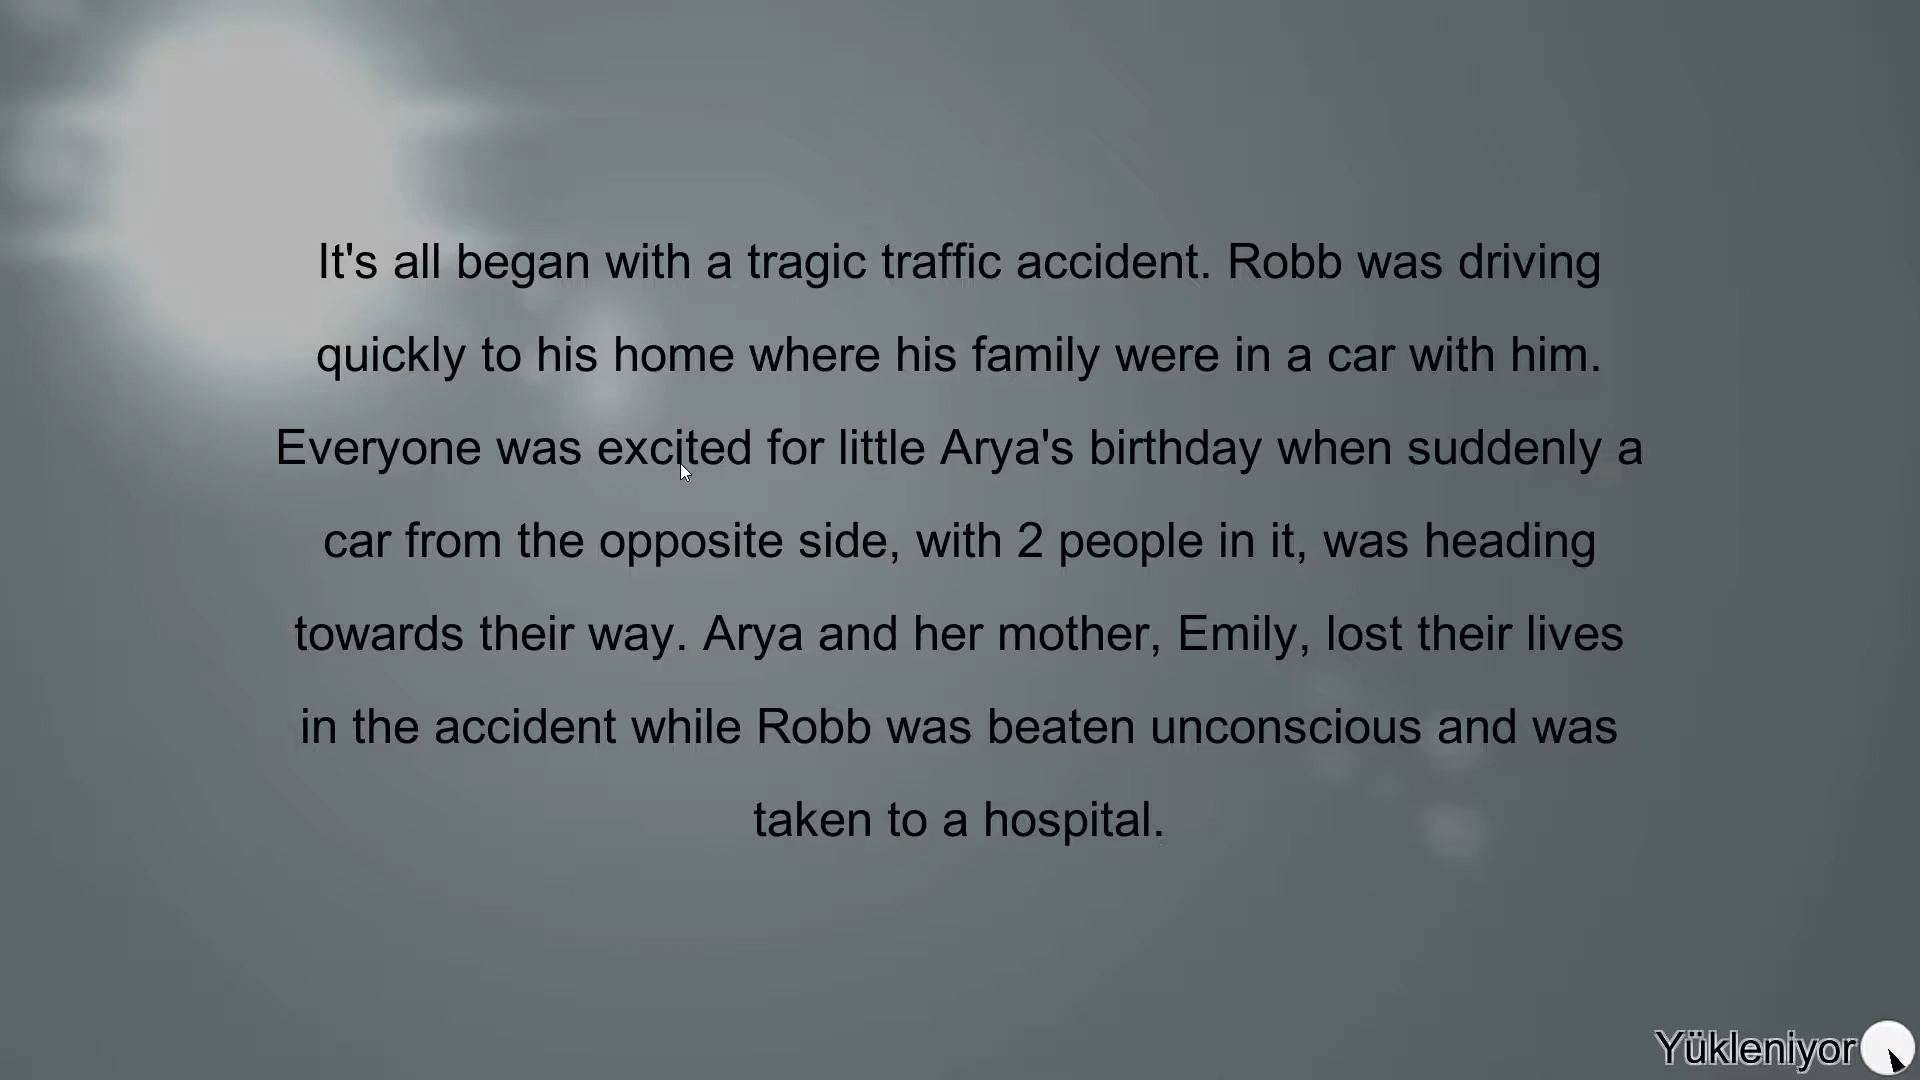 It's all began with a tragic traffic accident. Robb was driving
quickly to his home where his family were in a car with him.
Everyone was excited for little Arya's birthday when suddenly a
car from the opposite side, with 2 people in it, was heading
towards their way. Arya and her mother, Emily, lost their lives
in the accident while Robb was beaten unconscious and was
taken to a hospital.
Yükleniyor